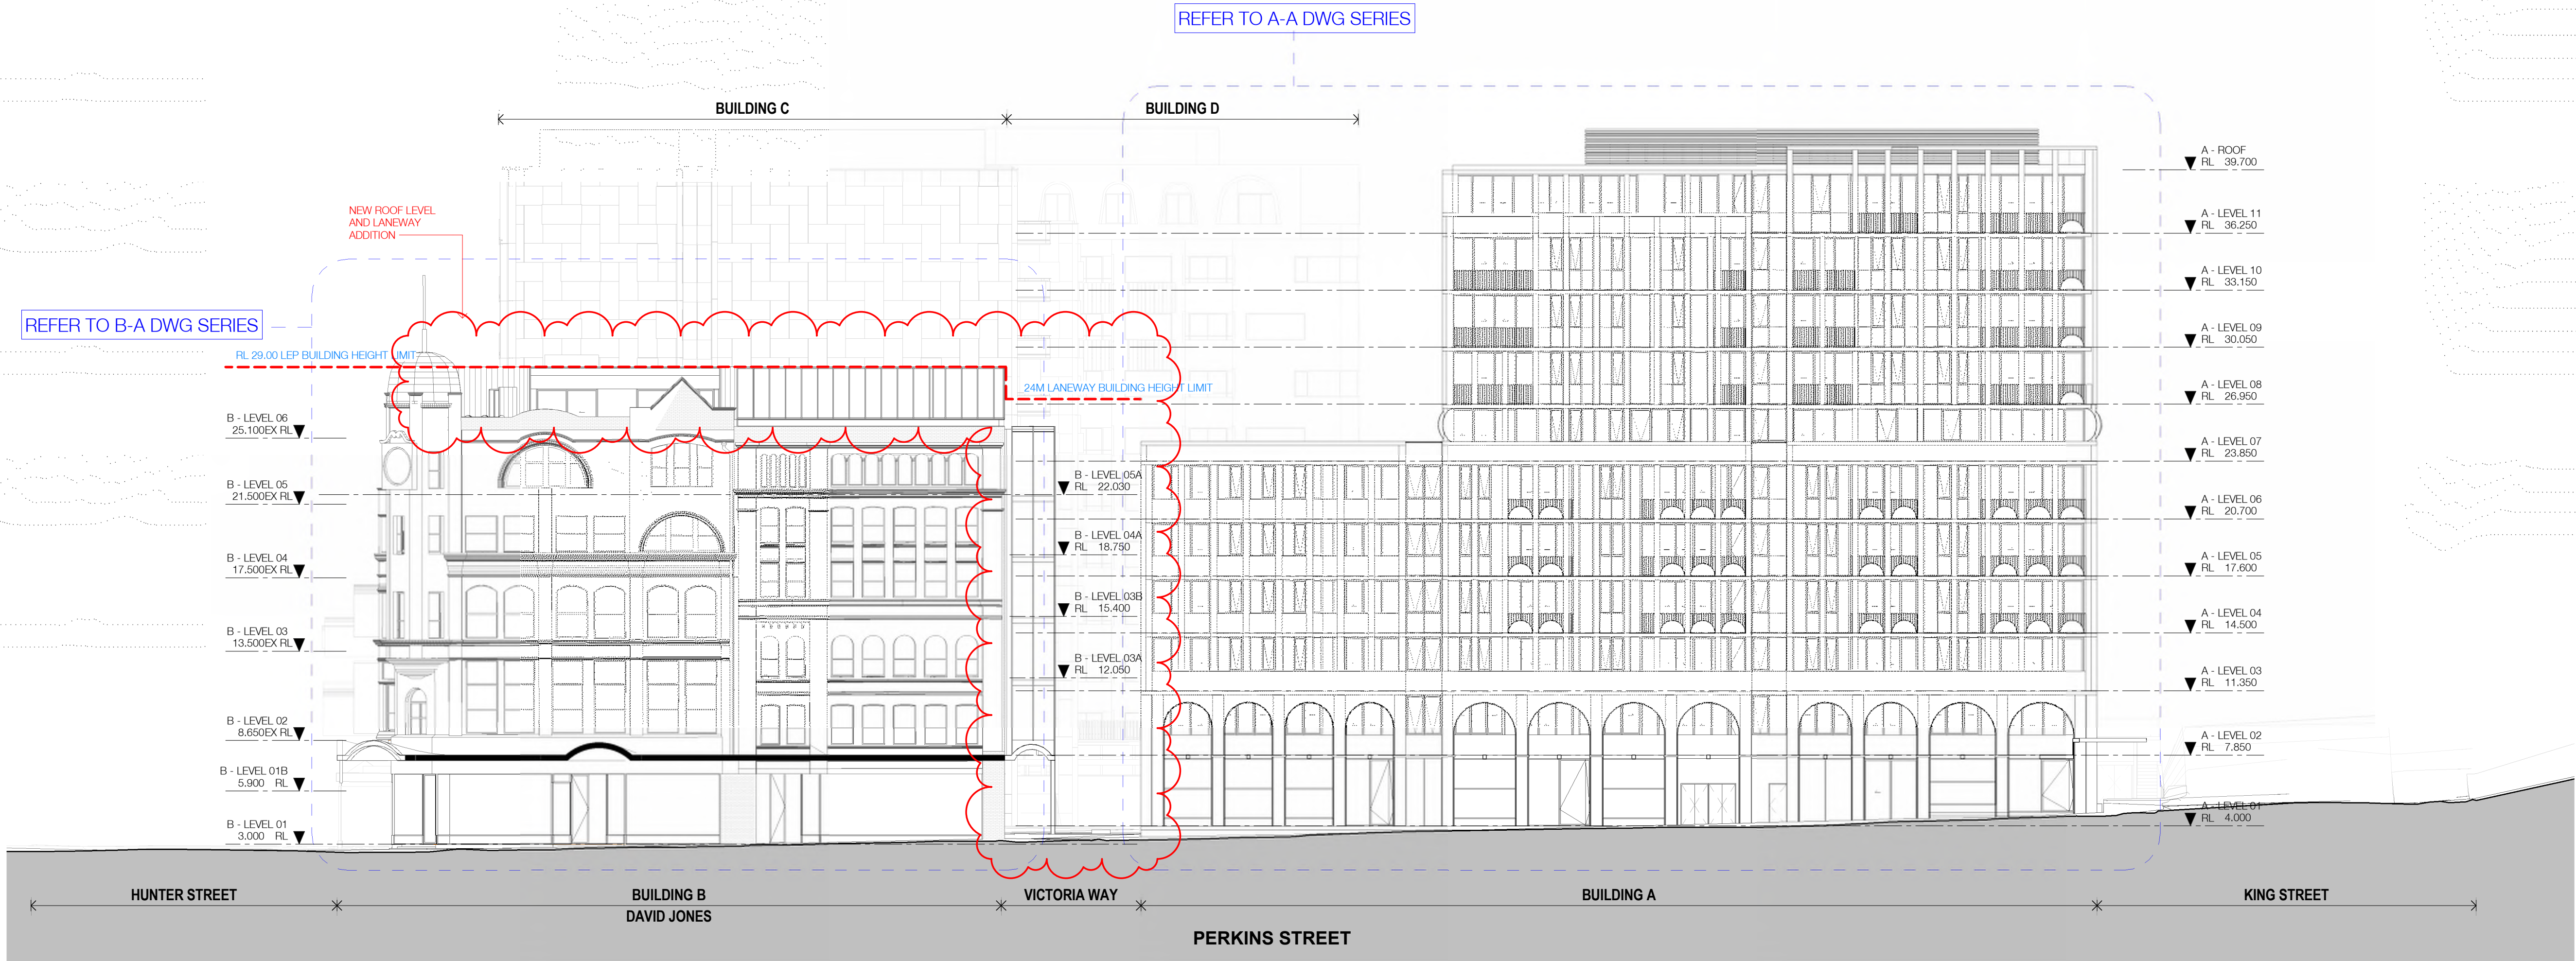 REFER TO A-A DWG SERIES
BUILDING C
BUILDING D
NEW ROOF LEVEL
AND LANEWAY
ADDITION
REFER TO B-A DWG SERIES
RL 29.00 LEP BUILDING HEIGHT LIMIT
24M LANEWAY BUILDING HEIGHT LIMIT
B - LEVEL 06
25.100EX RL
B - LEVEL 05
21.500EX RL
B - LEVEL 04
17.500EX RL
B - LEVEL 03
13.500EX RL
B - LEVEL 02
8.650EX RL
B - LEVEL 01B
5.900 RL
B - LEVEL 01
3.000 RL
B - LEVEL 05A
RL 22.030
B - LEVEL 04A
RL 18.750
B - LEVEL 03B
RL 15.400
B - LEVEL 03A
RL 12.050
A - ROOF
RL 39.700
A - LEVEL 11
RL 36.250
A - LEVEL 10
RL 33.150
A - LEVEL 09
RL 30.050
A - LEVEL 08
RL 26.950
A - LEVEL 07
RL 23.850
A - LEVEL 06
RL 20.700
A - LEVEL 05
RL 17.600
A - LEVEL 04
RL 14.500
A - LEVEL 03
RL 11.350
A - LEVEL 02
RL 7.850
A - LEVEL 01
RL 4.000
HUNTER STREET
BUILDING B
DAVID JONES
VICTORIA WAY
BUILDING A
KING STREET
PERKINS STREET